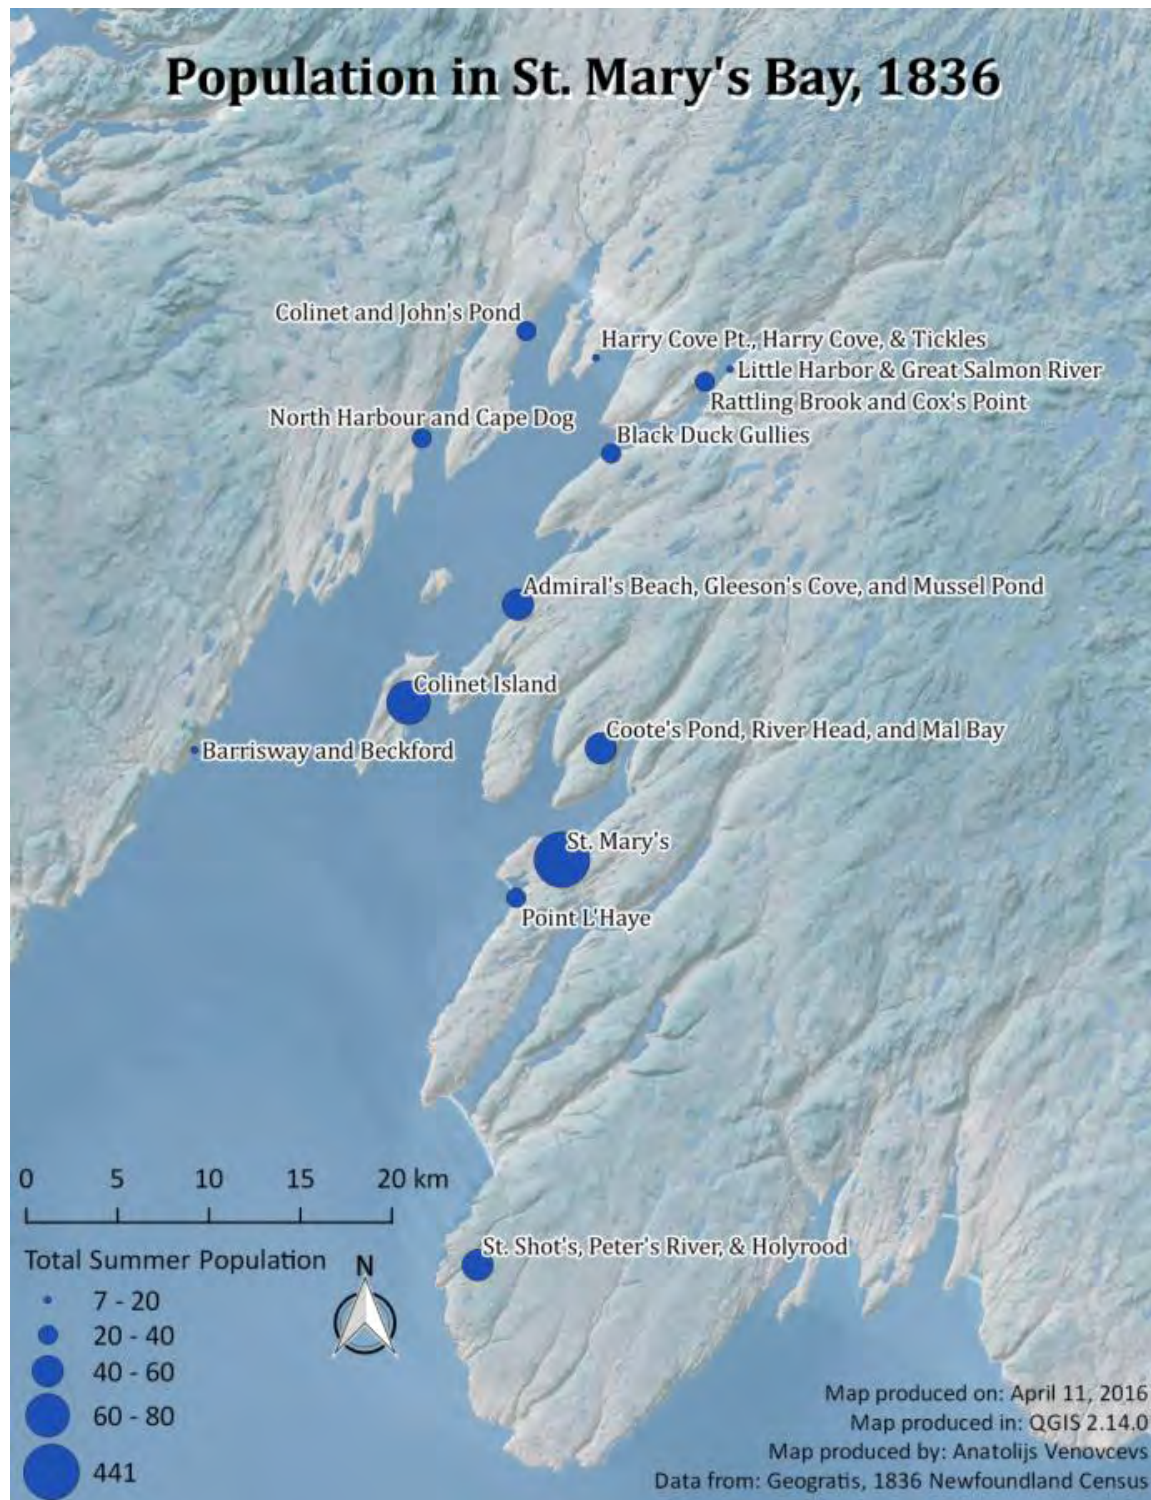 Population in St. Mary's Bay, 1836
Colinet and John's Pond
Harry Cove Pt., Harry Cove, & Tickles
Little Harbor & Great Salmon River
Rattling Brook and Cox's Point
North Harbour and Cape Dog
Black Duck Gullies
Admiral's Beach, Gleeson's Cove, and Mussel Pond
Colinet Island
Coote's Pond, River Head, and Mal Bay
Barrisway and Beckford
St. Mary's
Point L'Haye
0 5 10 15 20 km
St. Shot's, Peter's River, & Holyrood
Total Summer Population
N
7 - 20
20 - 40
40 - 60
60 - 80
441
Map produced on: April 11, 2016
Map produced in: QGIS 2.14.0
Map produced by: Anatolijs Venovcevs
Data from: Geogratis, 1836 Newfoundland Census